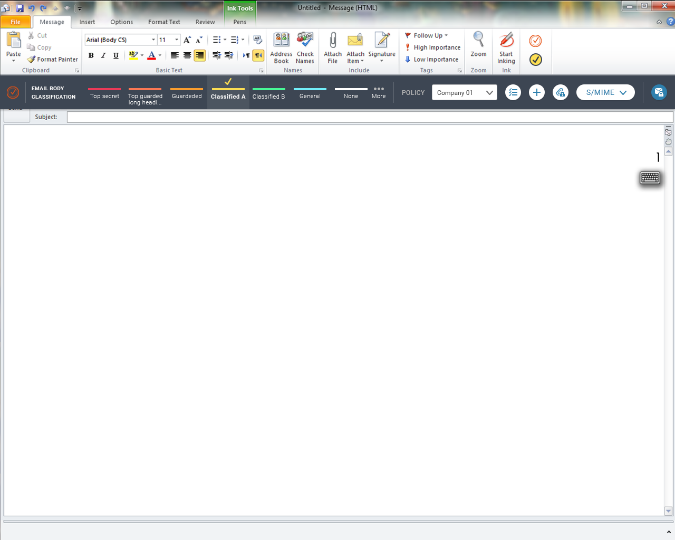 Untitled - Message (HTML)
Ink Tools
File
Message
Insert
Options
Format Text
Review
Pens
Paste
Cut
Copy
Format Painter
Clipboard
Arial (Body CS)
11
B I U
Basic Text
Address Book
Check Names
Names
Attach File
Attach Item
Signature
Include
Follow Up
High Importance
Low Importance
Tags
Zoom
Zoom
Start Inking
Ink
EMAIL BODY CLASSIFICATION
Top secret
Top guarded long headl...
Guardeded
Classified A
Classified B
General
None
More
POLICY
Company 01
S/MIME
Subject: